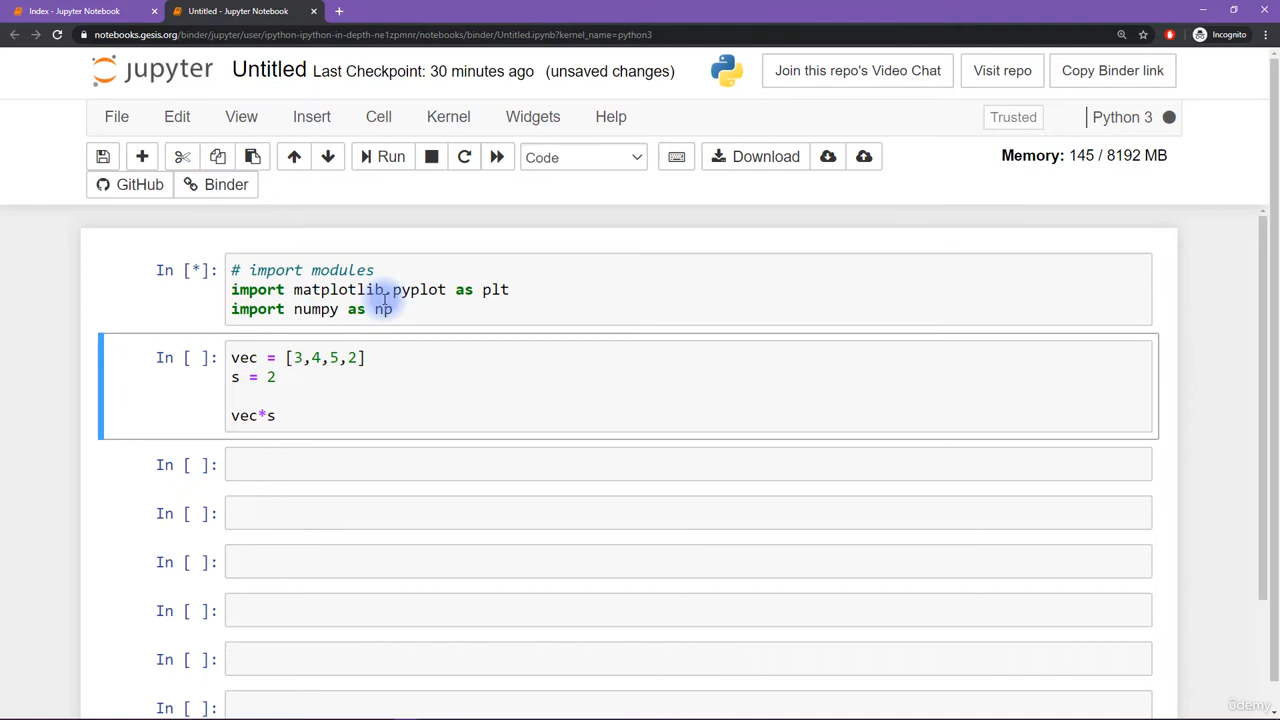 Index - Jupyter Notebook
Untitled - Jupyter Notebook
notebooks.gesis.org/binder/jupyter/user/ipython-ipython-in-depth-ne1zpmnr/notebooks/binder/Untitled.ipynb?kernel_name=python3
Incognito
jupyter Untitled Last Checkpoint: 30 minutes ago (unsaved changes)
Join this repo's Video Chat
Visit repo
Copy Binder link
File Edit View Insert Cell Kernel Widgets Help
Trusted
Python 3
Run
Code
Download
Memory: 145 / 8192 MB
GitHub
Binder
In [*]: # import modules
import matplotlib.pyplot as plt
import numpy as np
In [ ]: vec = [3,4,5,2]
s = 2
vec*s
In [ ]:
In [ ]:
In [ ]:
In [ ]:
In [ ]:
In [ ]:
ûdemy